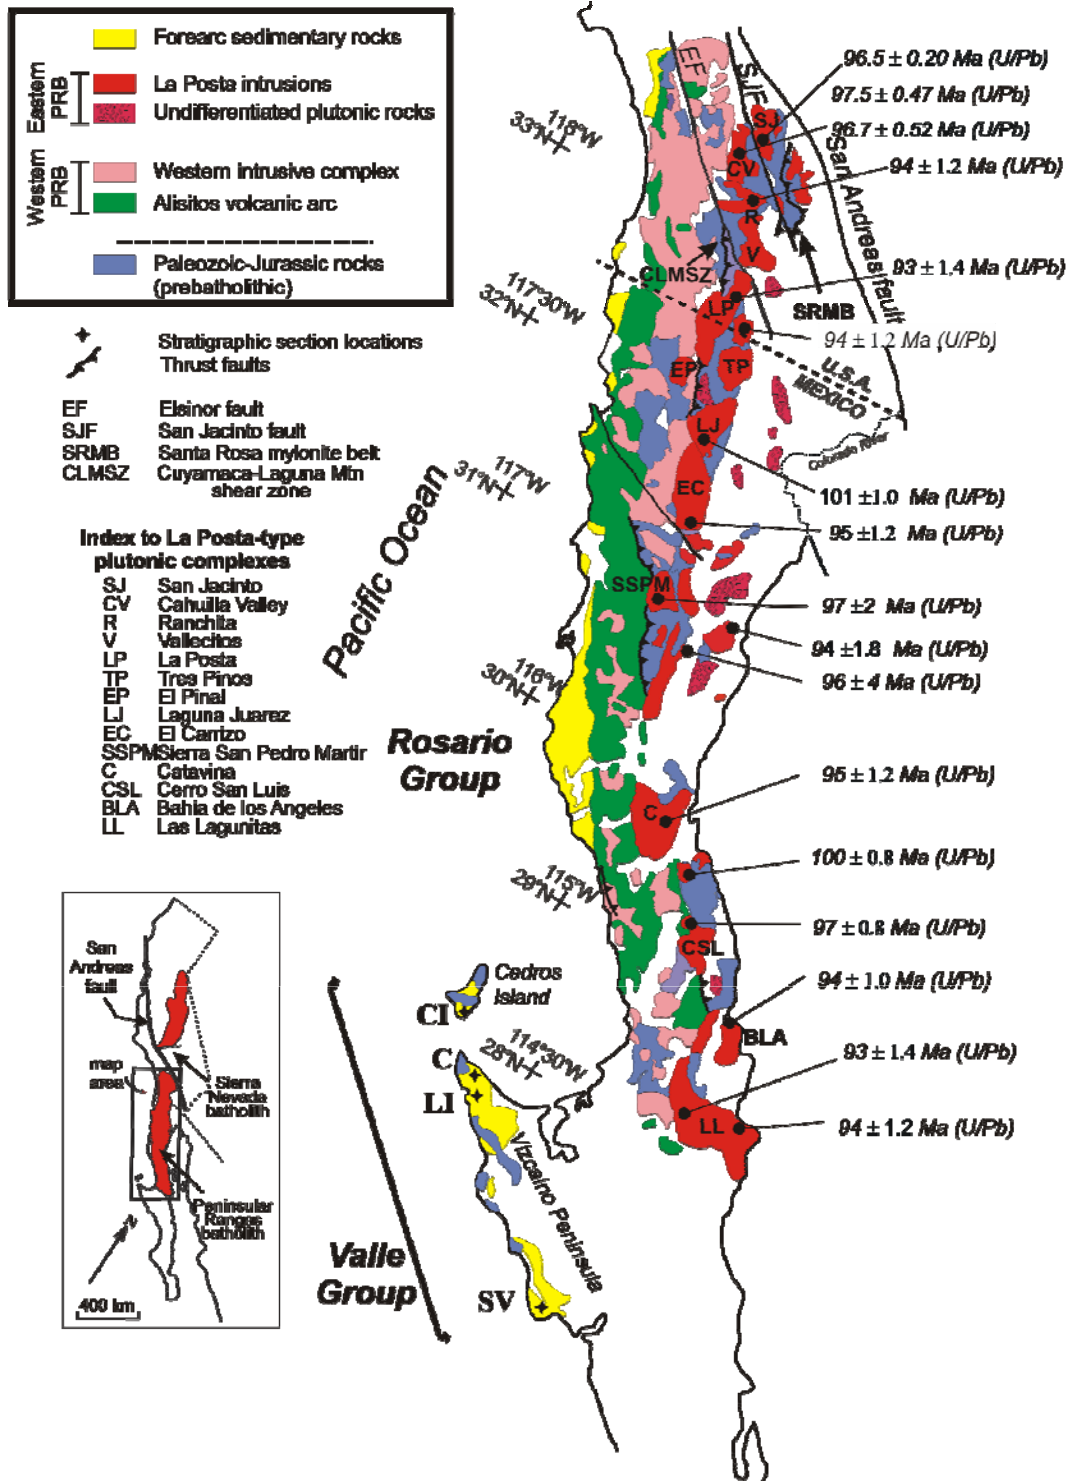 Forearc sedimentary rocks
Eastern
PRB
La Posta intrusions
Undifferentiated plutonic rocks
Western
PRB
Western intrusive complex
Alisitos volcanic arc
Paleozoic-Jurassic rocks
(prebatholithic)
Stratigraphic section locations
Thrust faults
EF Elsinor fault
SJF San Jacinto fault
SRMB Santa Rosa mylonite belt
CLMSZ Cuyamaca-Laguna Mtn
shear zone
Index to La Posta-type
plutonic complexes
SJ San Jacinto
CV Cahuilla Valley
R Ranchita
V Vallecitos
LP La Posta
TP Tres Pinos
EP El Pinal
LJ Laguna Juarez
EC El Carrizo
SSPM Sierra San Pedro Martir
C Catavina
CSL Cerro San Luis
BLA Bahia de los Angeles
LL Las Lagunitas
San
Andreas
fault
map
area
Sierra
Nevada
batholith
Peninsular
Ranges
batholith
N
400 km
Pacific Ocean
Rosario
Group
Valle
Group
33°N 118°W
32°N 117°30'W
31°N 117°W
30°N 116°W
29°N 115°W
28°N 114°30'W
EF
SJF
San Andreas fault
SJ
CV
R
V
CLMSZ
SRMB
LP
EP
TP
U.S.A.
MEXICO
LJ
Colorado River
EC
SSPM
C
CSL
BLA
LL
Cedros
Island
CI
C
LI
Vizcaino Peninsula
SV
96.5 ± 0.20 Ma (U/Pb)
97.5 ± 0.47 Ma (U/Pb)
96.7 ± 0.52 Ma (U/Pb)
94 ± 1.2 Ma (U/Pb)
93 ± 1.4 Ma (U/Pb)
94 ± 1.2 Ma (U/Pb)
101 ±1.0 Ma (U/Pb)
95 ±1.2 Ma (U/Pb)
97 ±2 Ma (U/Pb)
94 ±1.8 Ma (U/Pb)
96 ± 4 Ma (U/Pb)
95 ± 1.2 Ma (U/Pb)
100 ± 0.8 Ma (U/Pb)
97 ± 0.8 Ma (U/Pb)
94 ± 1.0 Ma (U/Pb)
93 ± 1.4 Ma (U/Pb)
94 ± 1.2 Ma (U/Pb)